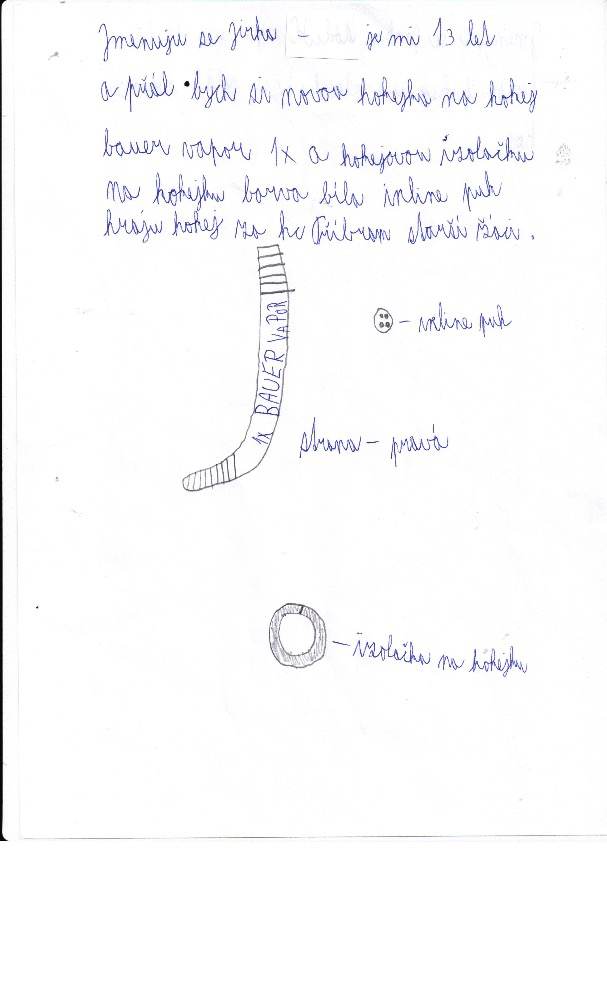 Jmenuju se Jirka - je mi 13 let
a přál bych si novou hokejku na hokej
bauer vapor 1x a hokejovou izolačku
na hokejku barva bíla inline puk
hraju hokej za hc Příbram starší žáci.
1x BAUER VAPOR
- inline puk
strana - pravá
- izolačka na hokejku